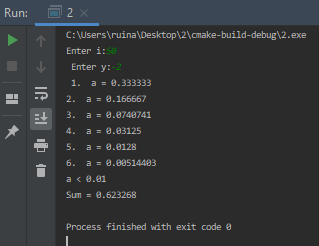 Run: 2
C:\Users\ruina\Desktop\2\cmake-build-debug\2.exe
Enter i:50
Enter y:-2
1. a = 0.333333
2. a = 0.166667
3. a = 0.0740741
4. a = 0.03125
5. a = 0.0128
6. a = 0.00514403
a < 0.01
Sum = 0.623268
Process finished with exit code 0